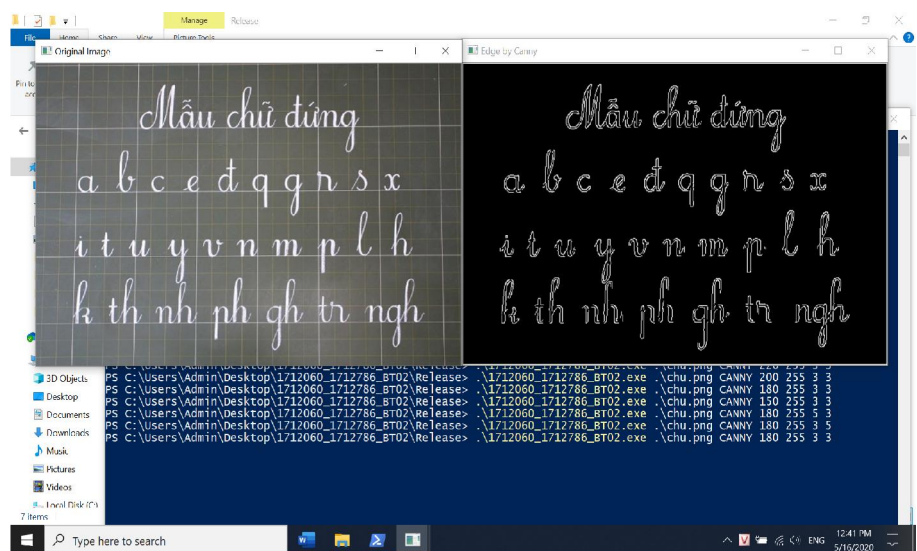 Manage
Release
File
Home
Share
View
Picture Tools
Original Image
Edge by Canny
Mẫu chữ đứng
a b c e đ q g r s x
i t u y v n m p l h
k th nh ph gh tr ngh
Mẫu chữ đứng
a b c e đ q g r s x
i t u y v n m p l h
k th nh ph gh tr ngh
3D Objects
Desktop
Documents
Downloads
Music
Pictures
Videos
Local Disk (C:)
7 items
PS C:\Users\Admin\Desktop\1712060_1712786_BT02\Release> .\1712060_1712786_BT02.exe .\chu.png CANNY 220 255 3 3
PS C:\Users\Admin\Desktop\1712060_1712786_BT02\Release> .\1712060_1712786_BT02.exe .\chu.png CANNY 200 255 3 3
PS C:\Users\Admin\Desktop\1712060_1712786_BT02\Release> .\1712060_1712786_BT02.exe .\chu.png CANNY 180 255 3 3
PS C:\Users\Admin\Desktop\1712060_1712786_BT02\Release> .\1712060_1712786_BT02.exe .\chu.png CANNY 150 255 3 3
PS C:\Users\Admin\Desktop\1712060_1712786_BT02\Release> .\1712060_1712786_BT02.exe .\chu.png CANNY 180 255 3 3
PS C:\Users\Admin\Desktop\1712060_1712786_BT02\Release> .\1712060_1712786_BT02.exe .\chu.png CANNY 180 255 3 5
PS C:\Users\Admin\Desktop\1712060_1712786_BT02\Release> .\1712060_1712786_BT02.exe .\chu.png CANNY 180 255 3 3
Type here to search
ENG
12:41 PM
5/16/2020